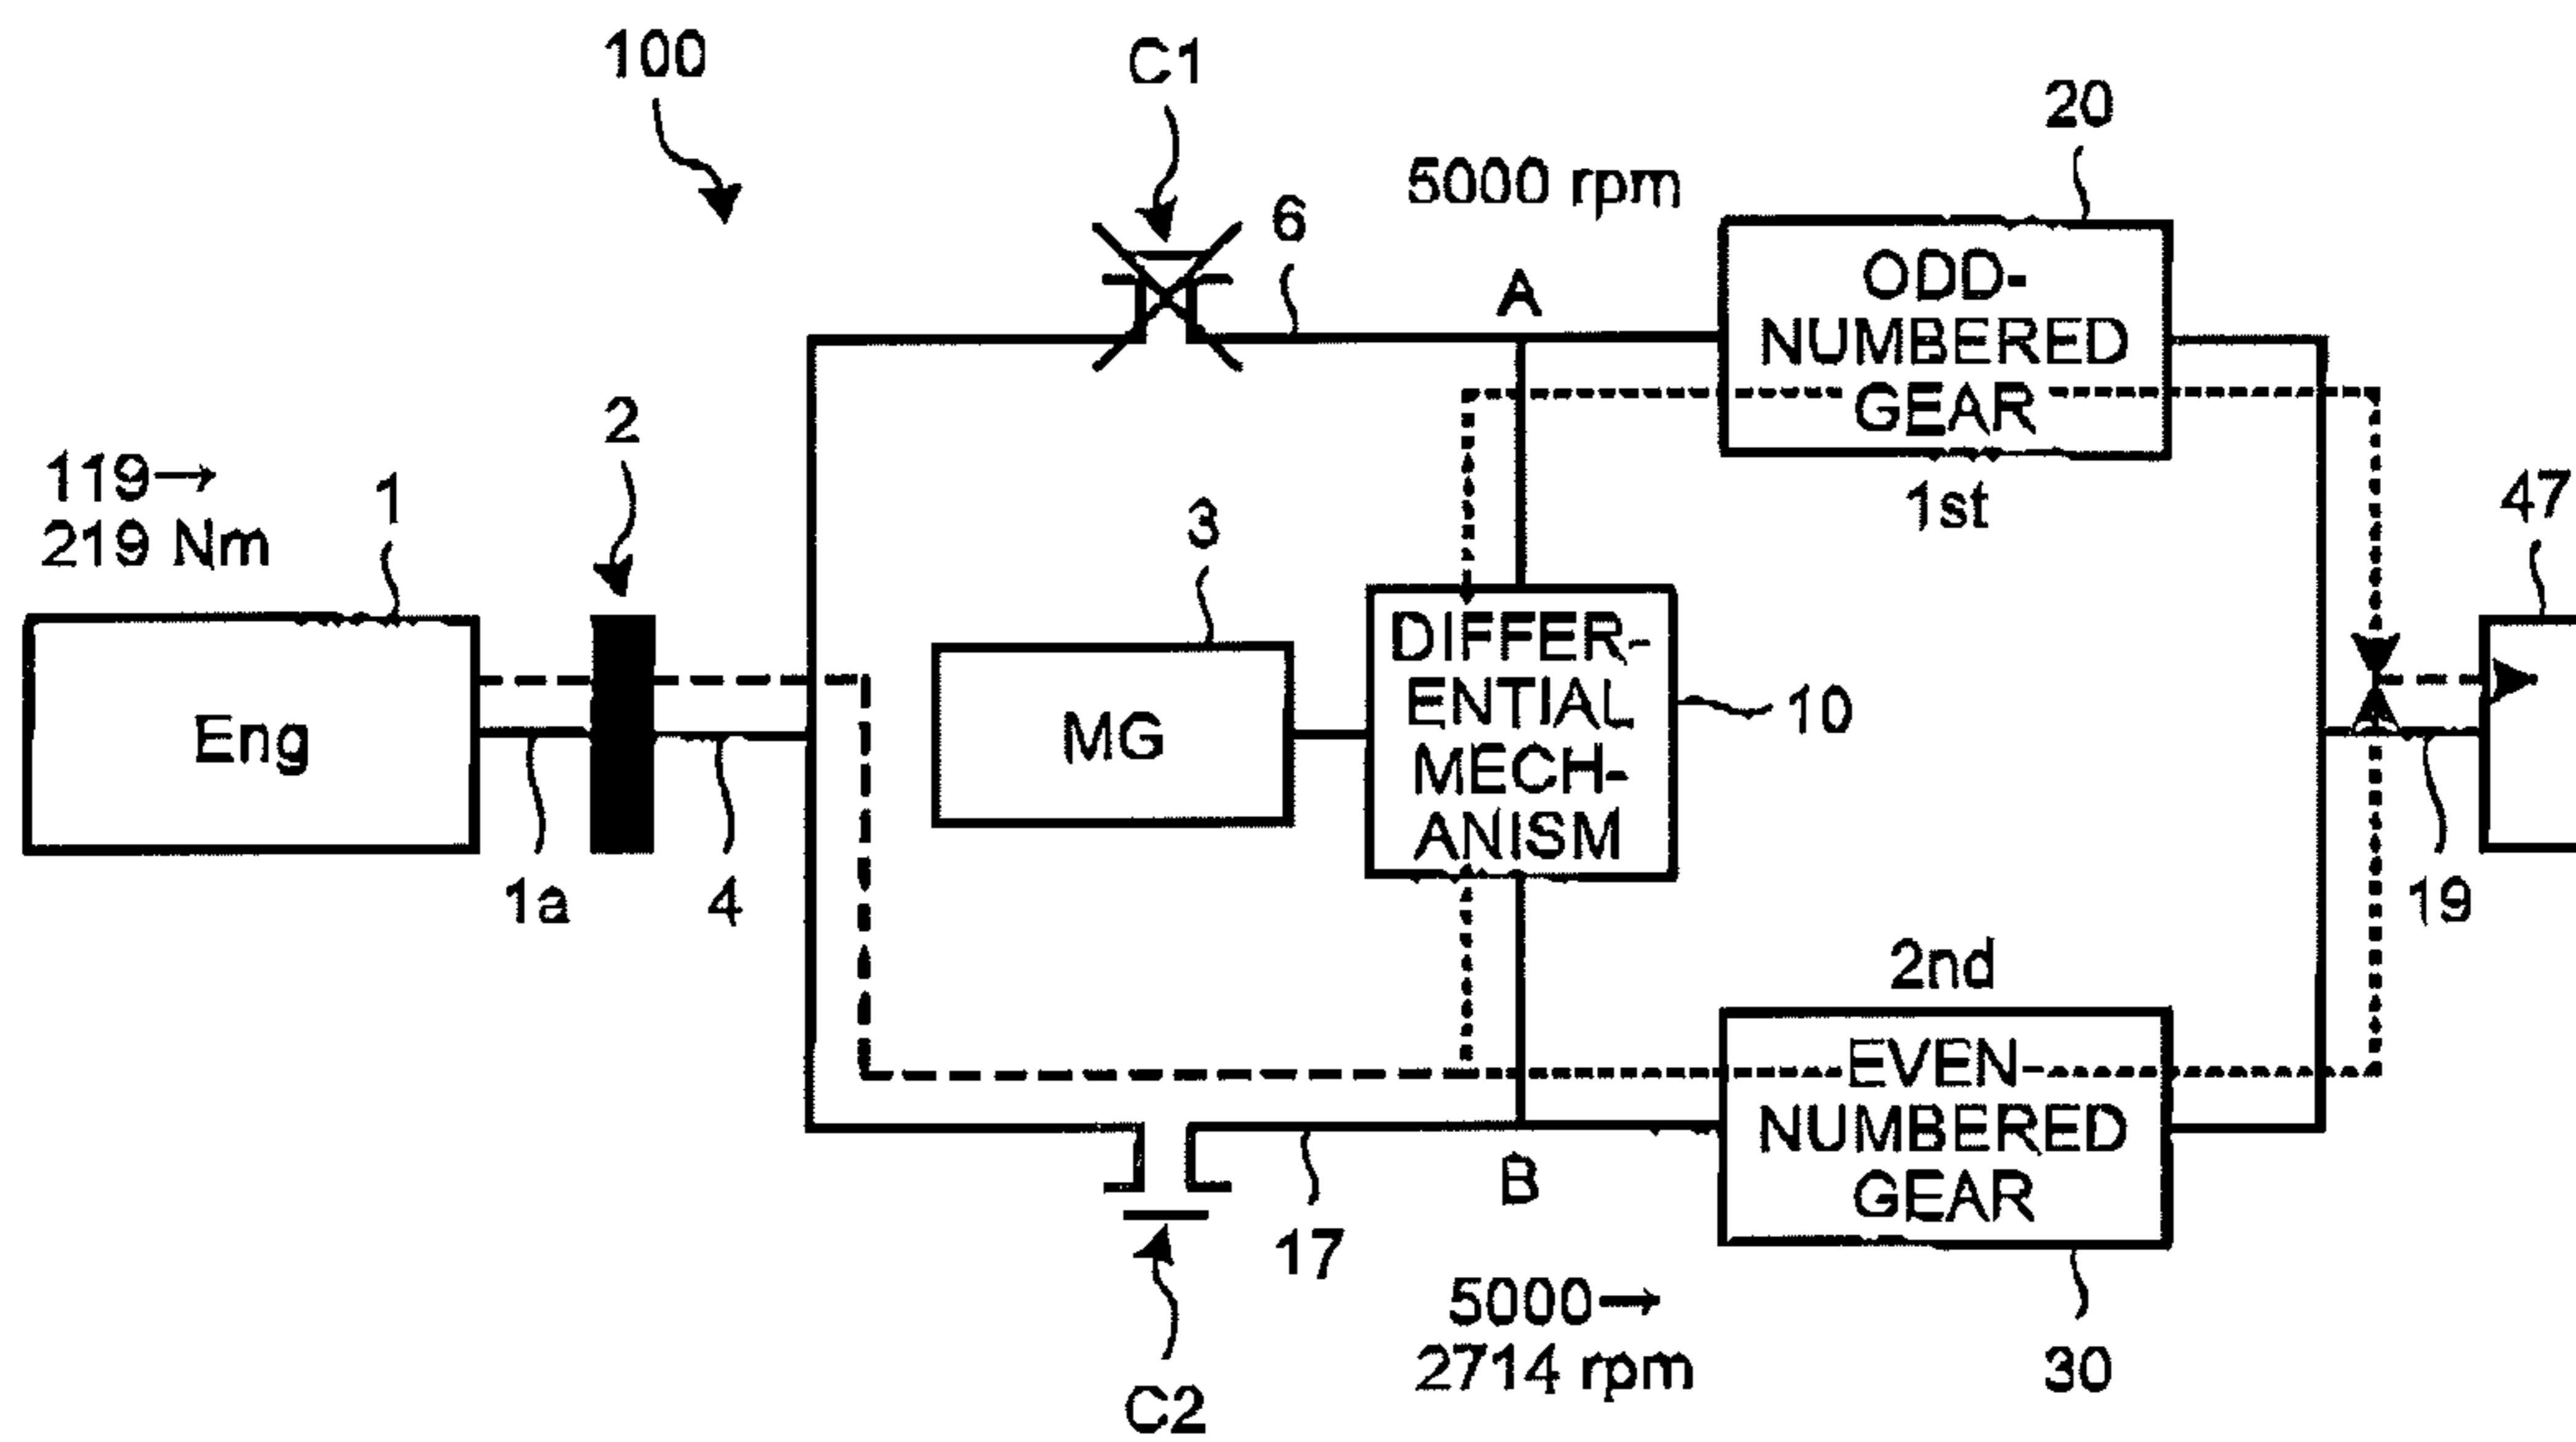 100
C1
20
5000 rpm
6
A
ODD-
NUMBERED
GEAR
1st
119→
219 Nm
1
2
3
47
Eng
MG
DIFFER-
ENTIAL
MECH-
ANISM
10
1a
4
19
2nd
EVEN-
NUMBERED
GEAR
B
17
5000→
2714 rpm
30
C2